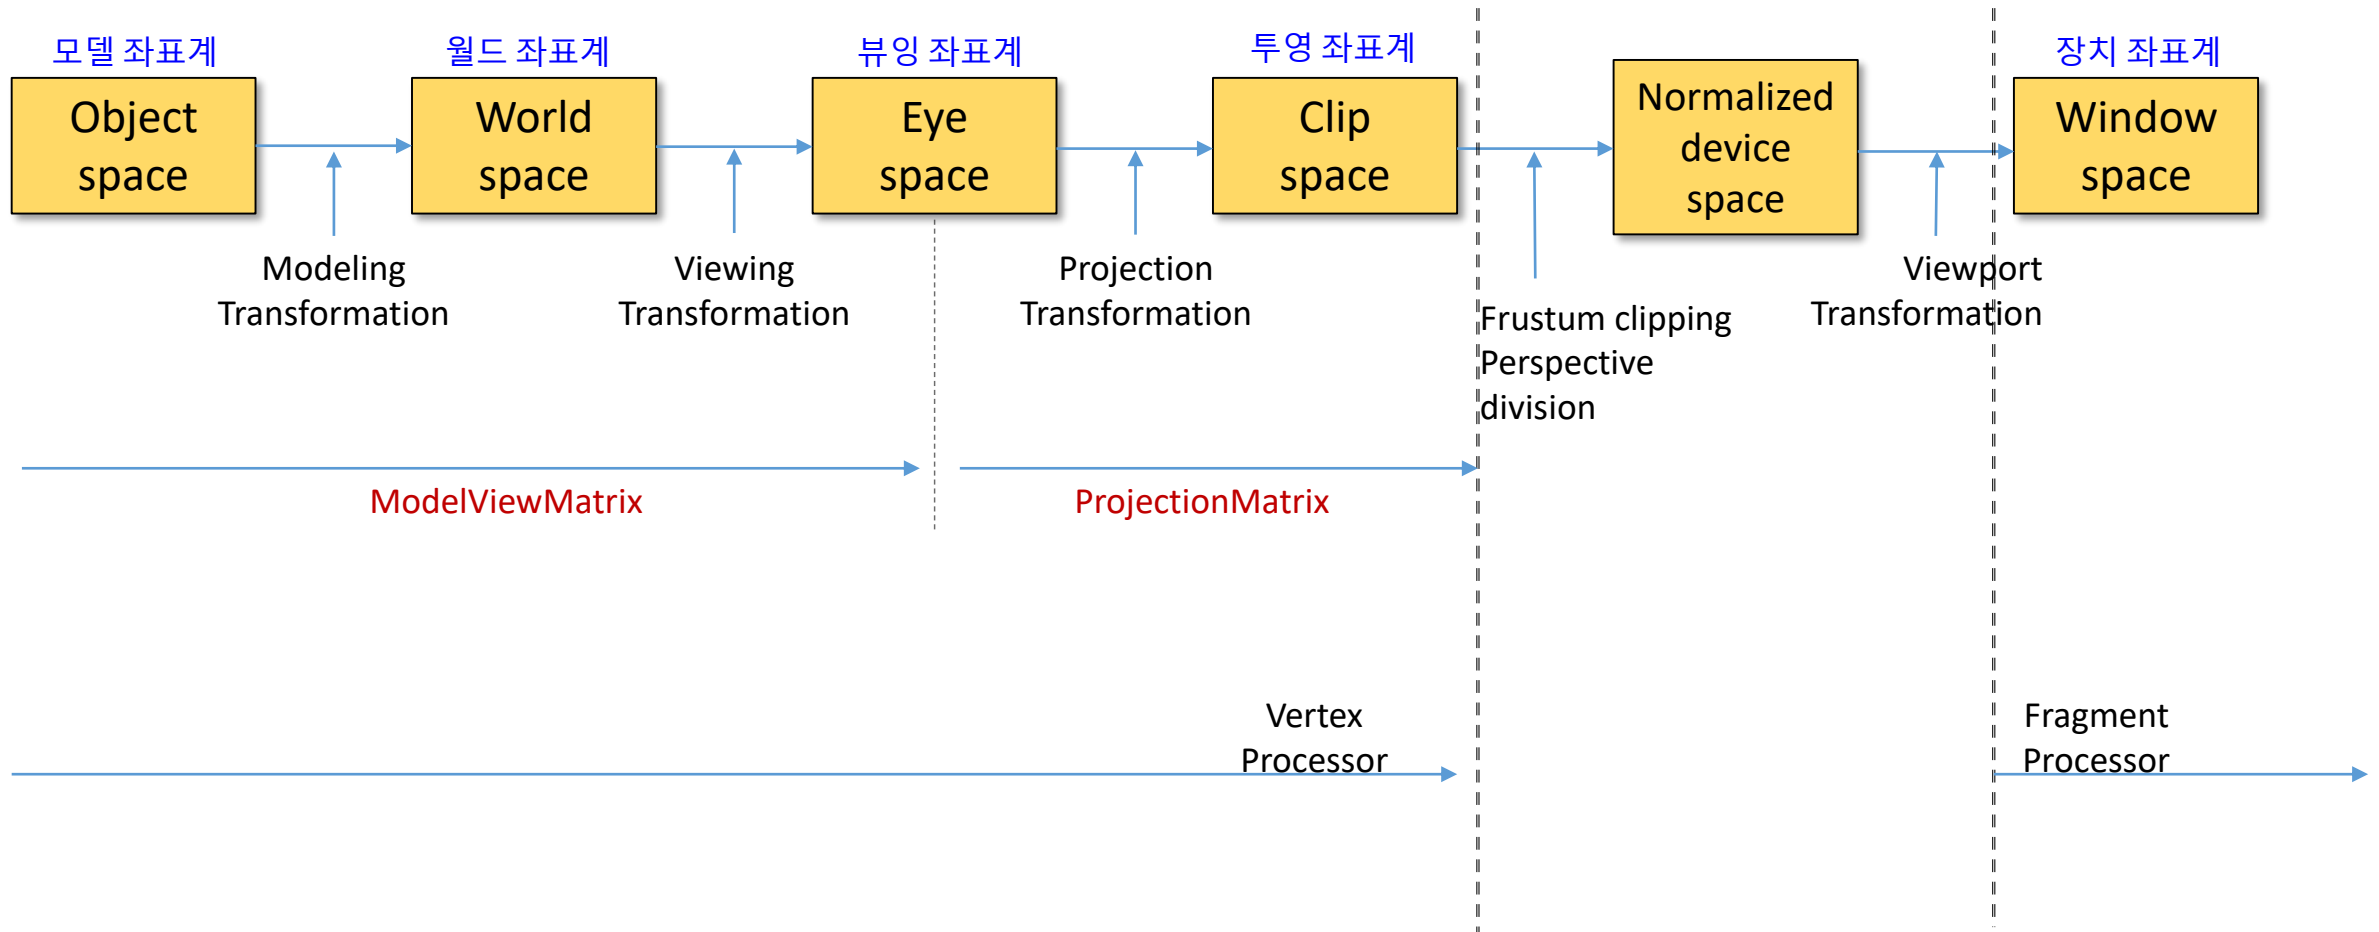 모델 좌표계
월드 좌표계
뷰잉 좌표계
투영 좌표계
장치 좌표계
Object
space
World
space
Eye
space
Clip
space
Normalized
device
space
Window
space
Modeling
Transformation
Viewing
Transformation
Projection
Transformation
Frustum clipping
Perspective
division
Viewport
Transformation
ModelViewMatrix
ProjectionMatrix
Vertex
Processor
Fragment
Processor